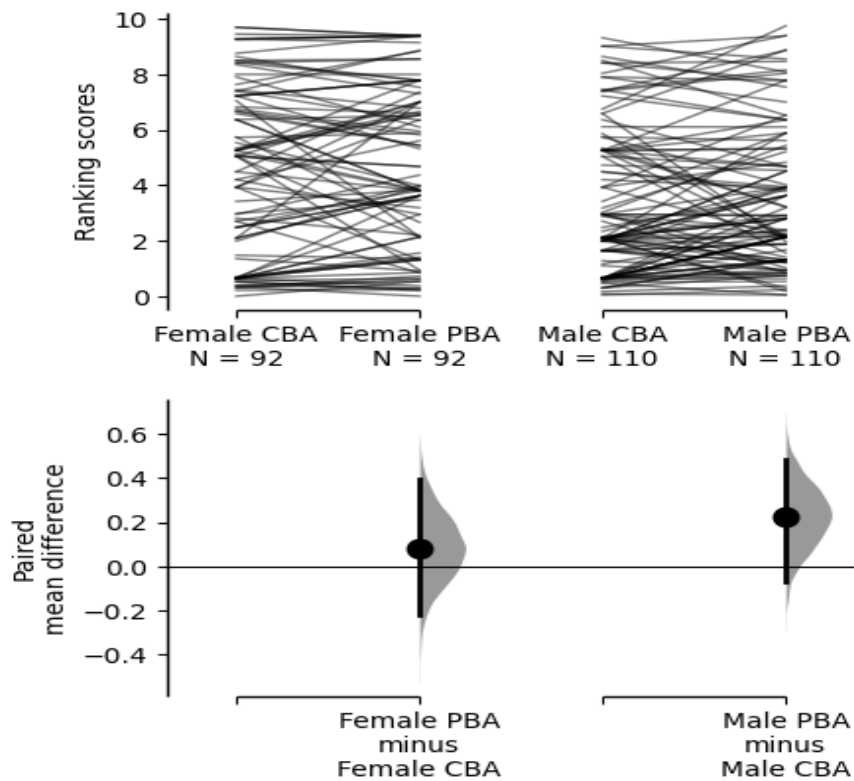 10
8
6
4
2
0
Ranking scores
Female CBA
N = 92
Female PBA
N = 92
Male CBA
N = 110
Male PBA
N = 110
0.6
0.4
0.2
0.0
−0.2
−0.4
Paired
mean difference
Female PBA
minus
Female CBA
Male PBA
minus
Male CBA